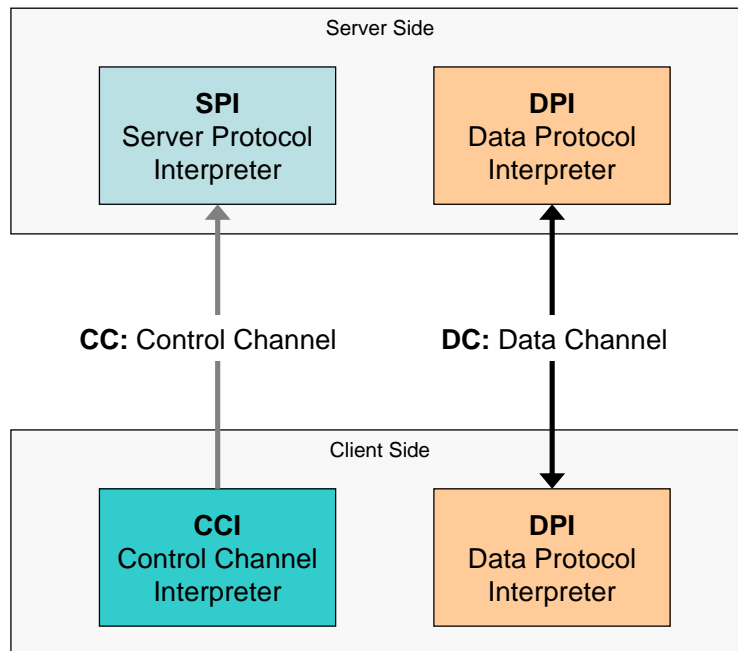 Server Side
SPI
Server Protocol
Interpreter
DPI
Data Protocol
Interpreter
CC: Control Channel
DC: Data Channel
Client Side
CCI
Control Channel
Interpreter
DPI
Data Protocol
Interpreter